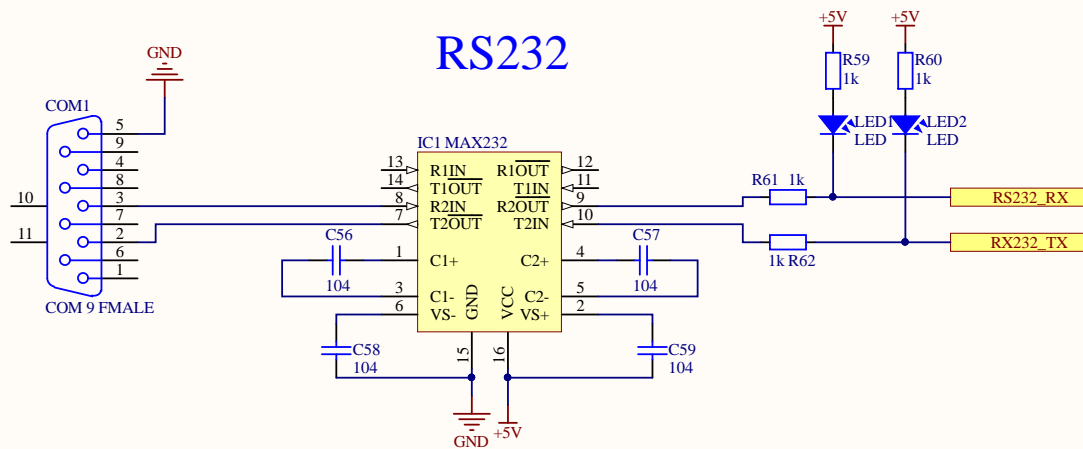 RS232
+5V +5V
GND
R59
1k
R60
1k
COM1
5
9
4
8
3
7
2
6
1
10
11
COM 9 FMALE
LED1
LED
LED2
LED
IC1 MAX232
13 R1IN R1OUT 12
14 T1OUT T1IN 11
8 R2IN R2OUT 9
7 T2OUT T2IN 10
1 C1+ C2+ 4
3 C1- C2- 5
6 VS- VS+ 2
GND VCC
15 16
R61 1k
RS232_RX
RX232_TX
1k R62
C56
104
C57
104
C58
104
C59
104
GND
+5V